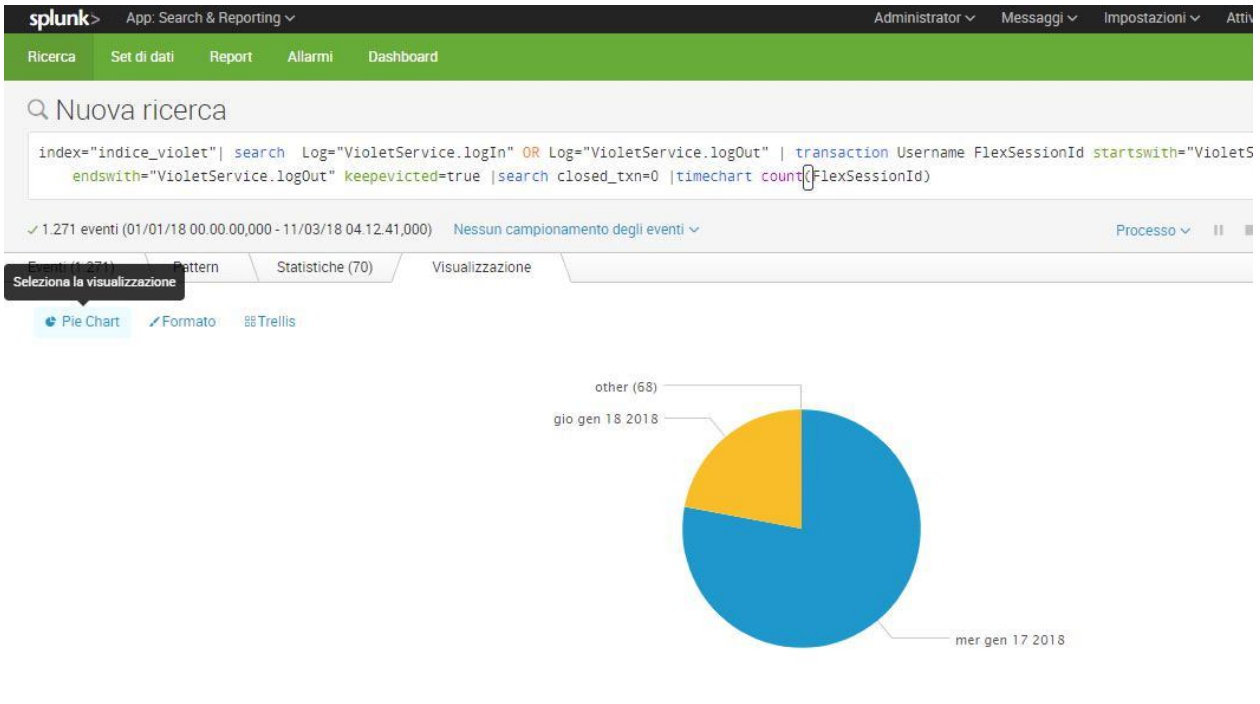 splunk> App: Search & Reporting Administrator Messaggi Impostazioni Attiv
Ricerca Set di dati Report Allarmi Dashboard
Nuova ricerca
index="indice_violet"| search Log="VioletService.logIn" OR Log="VioletService.logOut" | transaction Username FlexSessionId startswith="VioletS
endswith="VioletService.logOut" keepevicted=true |search closed_txn=0 |timechart count(FlexSessionId)
1.271 eventi (01/01/18 00.00.00,000 - 11/03/18 04.12.41,000) Nessun campionamento degli eventi Processo
Eventi (1.271) Pattern Statistiche (70) Visualizzazione
Seleziona la visualizzazione
Pie Chart Formato Trellis
other (68)
gio gen 18 2018
mer gen 17 2018